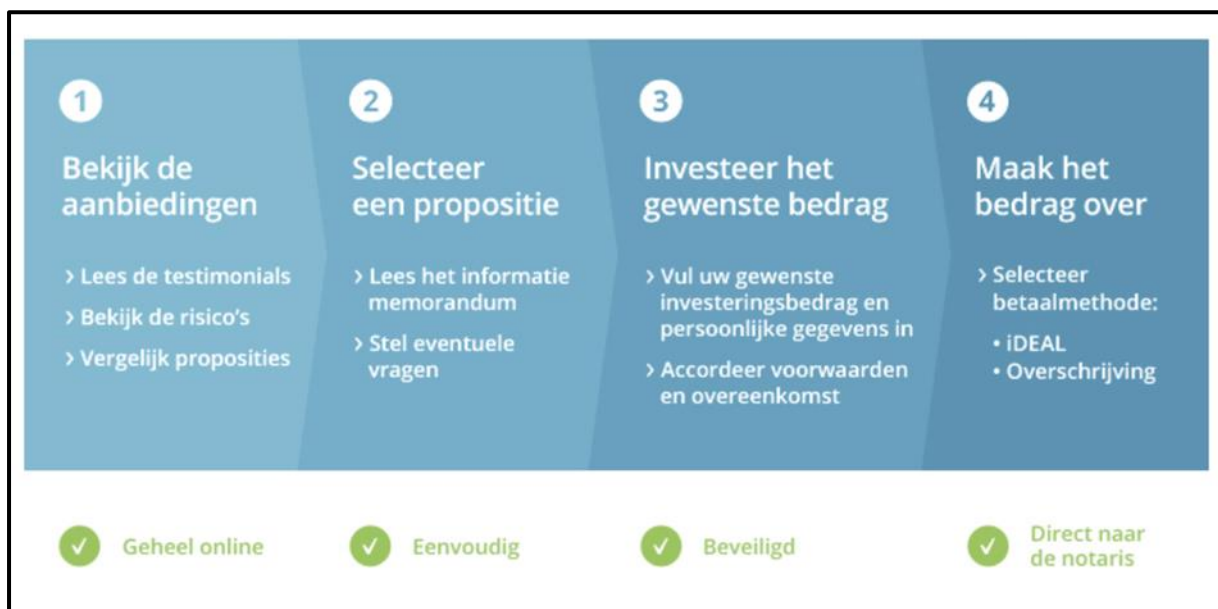 1
Bekijk de
aanbiedingen
› Lees de testimonials
› Bekijk de risico's
› Vergelijk proposities
2
Selecteer
een propositie
› Lees het informatie
memorandum
› Stel eventuele
vragen
3
Investeer het
gewenste bedrag
› Vul uw gewenste
investeringsbedrag en
persoonlijke gegevens in
› Accordeer voorwaarden
en overeenkomst
4
Maak het
bedrag over
› Selecteer
betaalmethode:
• iDEAL
• Overschrijving
Geheel online
Eenvoudig
Beveiligd
Direct naar
de notaris